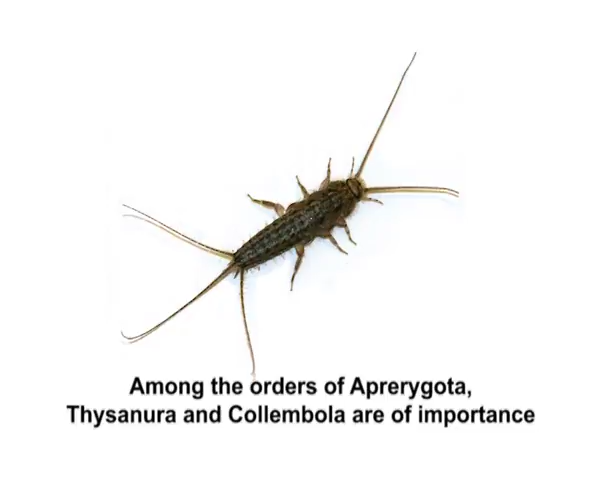 Among the orders of Aprerygota,
Thysanura and Collembola are of importance